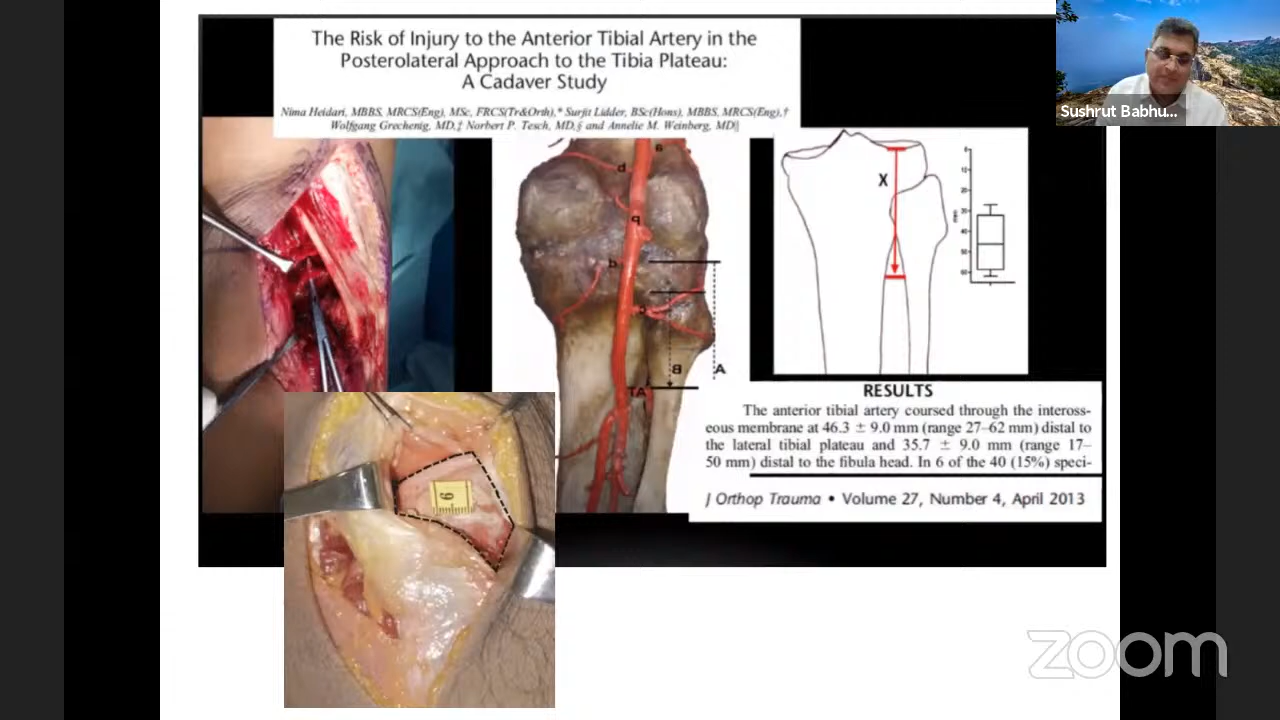 The Risk of Injury to the Anterior Tibial Artery in the
Posterolateral Approach to the Tibia Plateau:
A Cadaver Study
Nima Heidari, MBBS, MRCS(Eng), MSc, FRCS(Tr&Orth),* Surjit Lidder, BSc(Hons), MBBS, MRCS(Eng),†
Wolfgang Grechenig, MD,‡ Norbert P. Tesch, MD,§ and Annelie M. Weinberg, MD||
Sushrut Babhu...
X
A
B
TA
6
RESULTS
The anterior tibial artery coursed through the inteross-
eous membrane at 46.3 ± 9.0 mm (range 27–62 mm) distal to
the lateral tibial plateau and 35.7 ± 9.0 mm (range 17–
50 mm) distal to the fibula head. In 6 of the 40 (15%) speci-
J Orthop Trauma • Volume 27, Number 4, April 2013
zoom